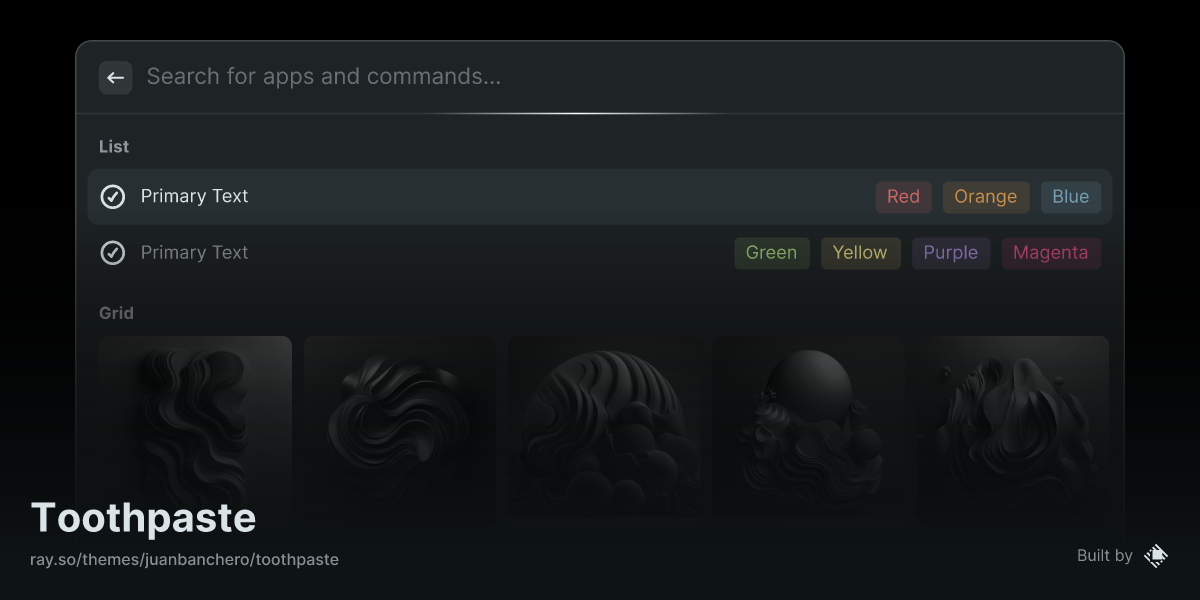 Search for apps and commands...
List
Primary Text Red Orange Blue
Primary Text Green Yellow Purple Magenta
Grid
Toothpaste
ray.so/themes/juanbanchero/toothpaste
Built by